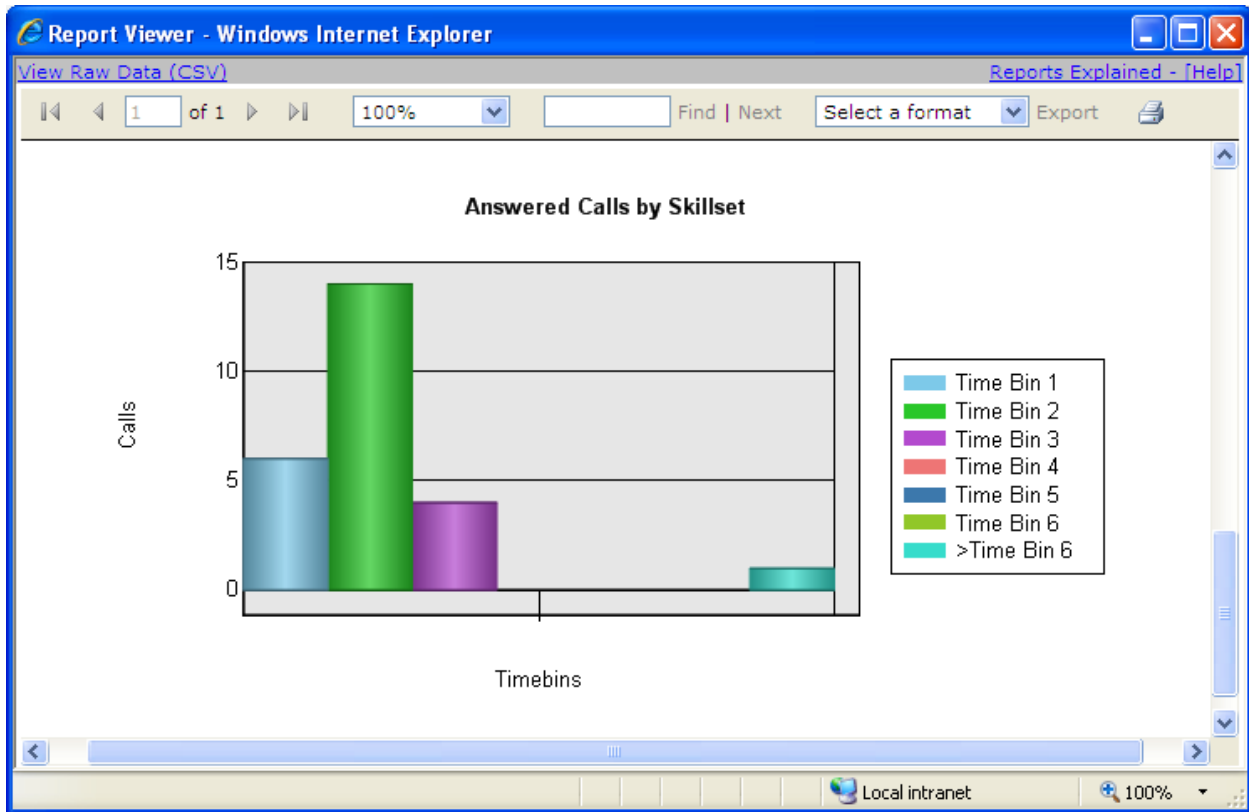 Report Viewer - Windows Internet Explorer
View Raw Data (CSV) Reports Explained - [Help]
1 of 1 100% Find | Next Select a format Export
Answered Calls by Skillset
15
10
5
0
Calls
Timebins
Time Bin 1
Time Bin 2
Time Bin 3
Time Bin 4
Time Bin 5
Time Bin 6
>Time Bin 6
Local intranet 100%